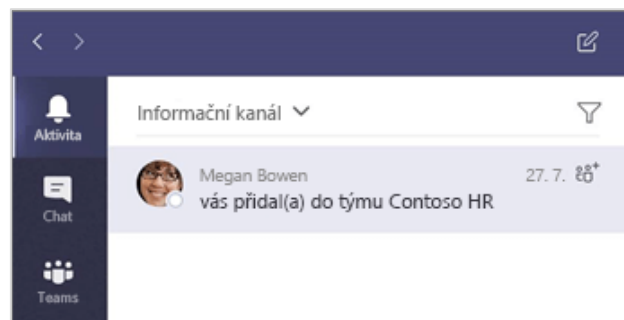 Aktivita
Informační kanál
Megan Bowen 27. 7.
vás přidal(a) do týmu Contoso HR
Chat
Teams